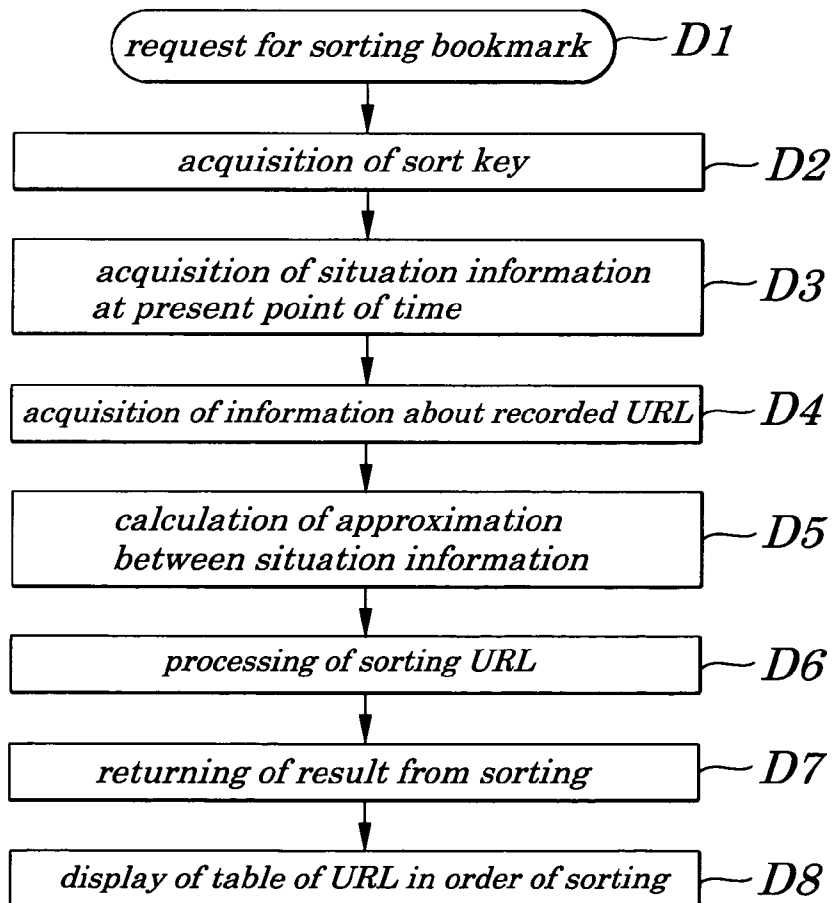 request for sorting bookmark D1
acquisition of sort key D2
acquisition of situation information
at present point of time D3
acquisition of information about recorded URL D4
calculation of approximation
between situation information D5
processing of sorting URL D6
returning of result from sorting D7
display of table of URL in order of sorting D8